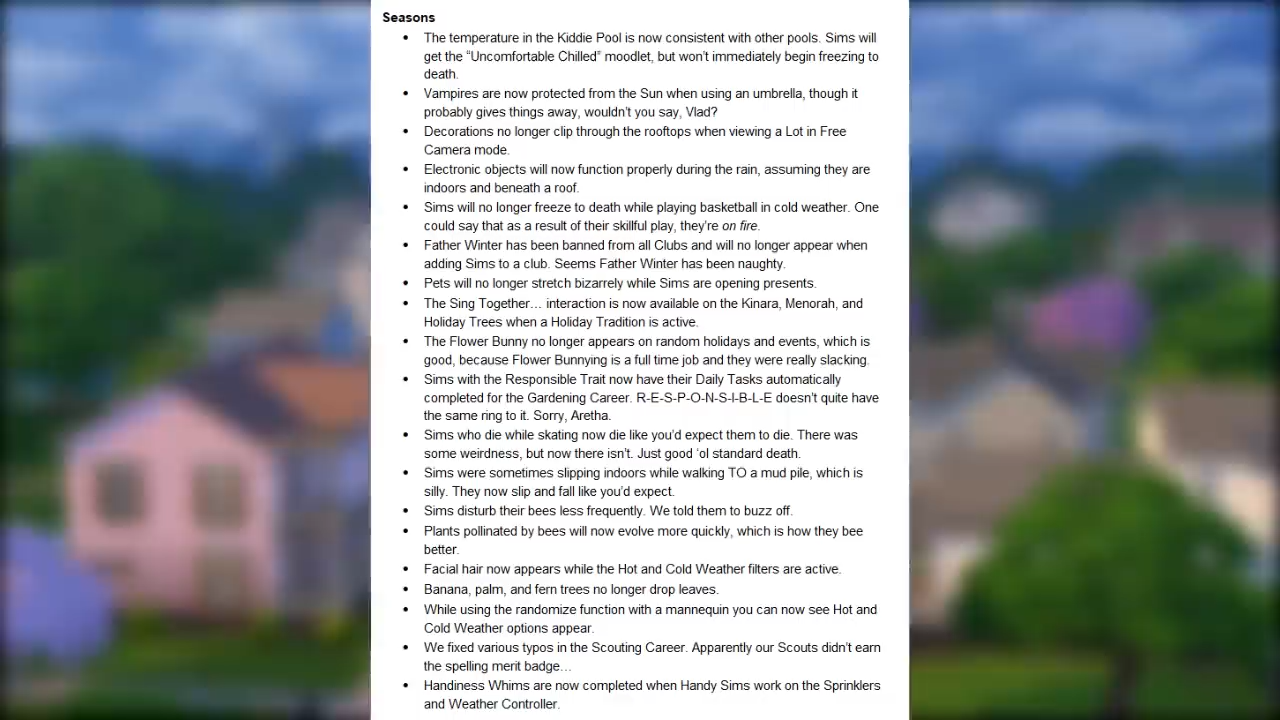 Seasons
• The temperature in the Kiddie Pool is now consistent with other pools. Sims will
get the “Uncomfortable Chilled” moodlet, but won’t immediately begin freezing to
death.
• Vampires are now protected from the Sun when using an umbrella, though it
probably gives things away, wouldn’t you say, Vlad?
• Decorations no longer clip through the rooftops when viewing a Lot in Free
Camera mode.
• Electronic objects will now function properly during the rain, assuming they are
indoors and beneath a roof.
• Sims will no longer freeze to death while playing basketball in cold weather. One
could say that as a result of their skillful play, they’re on fire.
• Father Winter has been banned from all Clubs and will no longer appear when
adding Sims to a club. Seems Father Winter has been naughty.
• Pets will no longer stretch bizarrely while Sims are opening presents.
• The Sing Together… interaction is now available on the Kinara, Menorah, and
Holiday Trees when a Holiday Tradition is active.
• The Flower Bunny no longer appears on random holidays and events, which is
good, because Flower Bunnying is a full time job and they were really slacking.
• Sims with the Responsible Trait now have their Daily Tasks automatically
completed for the Gardening Career. R-E-S-P-O-N-S-I-B-L-E doesn’t quite have
the same ring to it. Sorry, Aretha.
• Sims who die while skating now die like you’d expect them to die. There was
some weirdness, but now there isn’t. Just good ‘ol standard death.
• Sims were sometimes slipping indoors while walking TO a mud pile, which is
silly. They now slip and fall like you’d expect.
• Sims disturb their bees less frequently. We told them to buzz off.
• Plants pollinated by bees will now evolve more quickly, which is how they bee
better.
• Facial hair now appears while the Hot and Cold Weather filters are active.
• Banana, palm, and fern trees no longer drop leaves.
• While using the randomize function with a mannequin you can now see Hot and
Cold Weather options appear.
• We fixed various typos in the Scouting Career. Apparently our Scouts didn’t earn
the spelling merit badge…
• Handiness Whims are now completed when Handy Sims work on the Sprinklers
and Weather Controller.